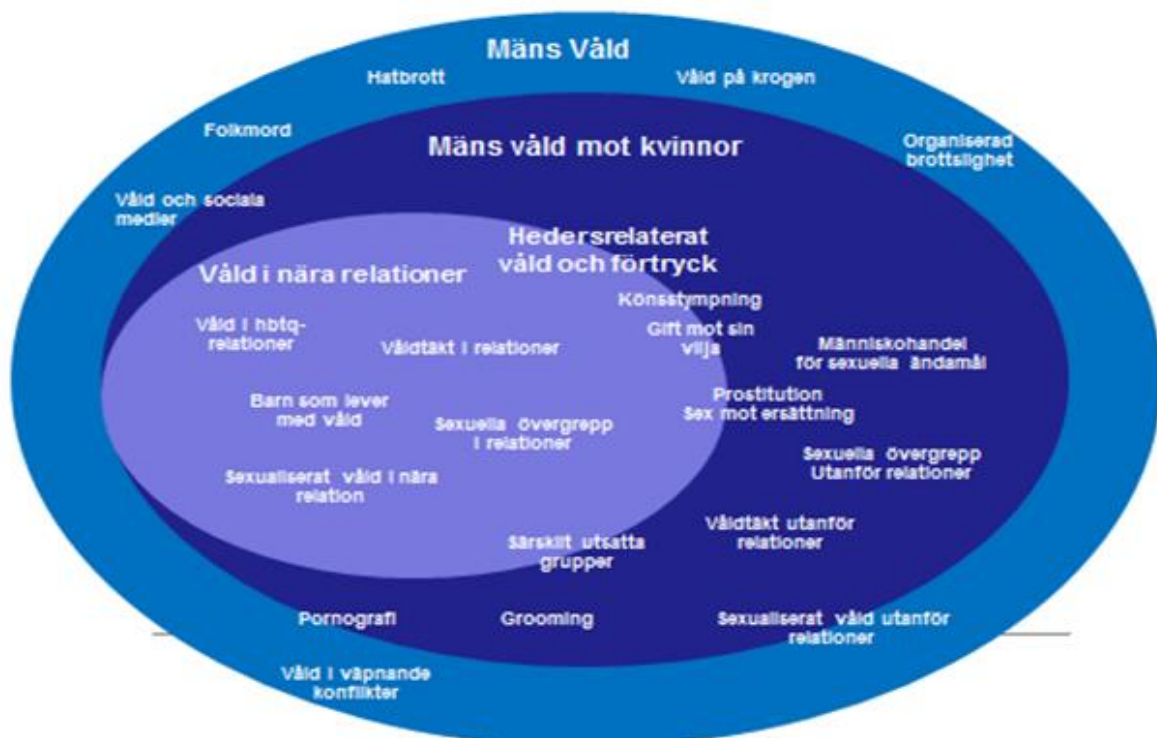 Mäns Våld
Hatbrott
Våld på krogen
Folkmord
Organiserad
brottslighet
Mäns våld mot kvinnor
Våld och sociala
medier
Hedersrelaterat
våld och förtryck
Våld i nära relationer
Könsstympning
Våld i hbtq-
relationer
Våldtäkt i relationer
Gift mot sin
vilja
Människohandel
för sexuella ändamål
Barn som lever
med våld
Prostitution
Sex mot ersättning
Sexuella övergrepp
i relationer
Sexuella övergrepp
Utanför relationer
Sexualiserat våld i nära
relation
Särskilt utsatta
grupper
Våldtäkt utanför
relationer
Pornografi
Grooming
Sexualiserat våld utanför
relationer
Våld i väpnande
konflikter